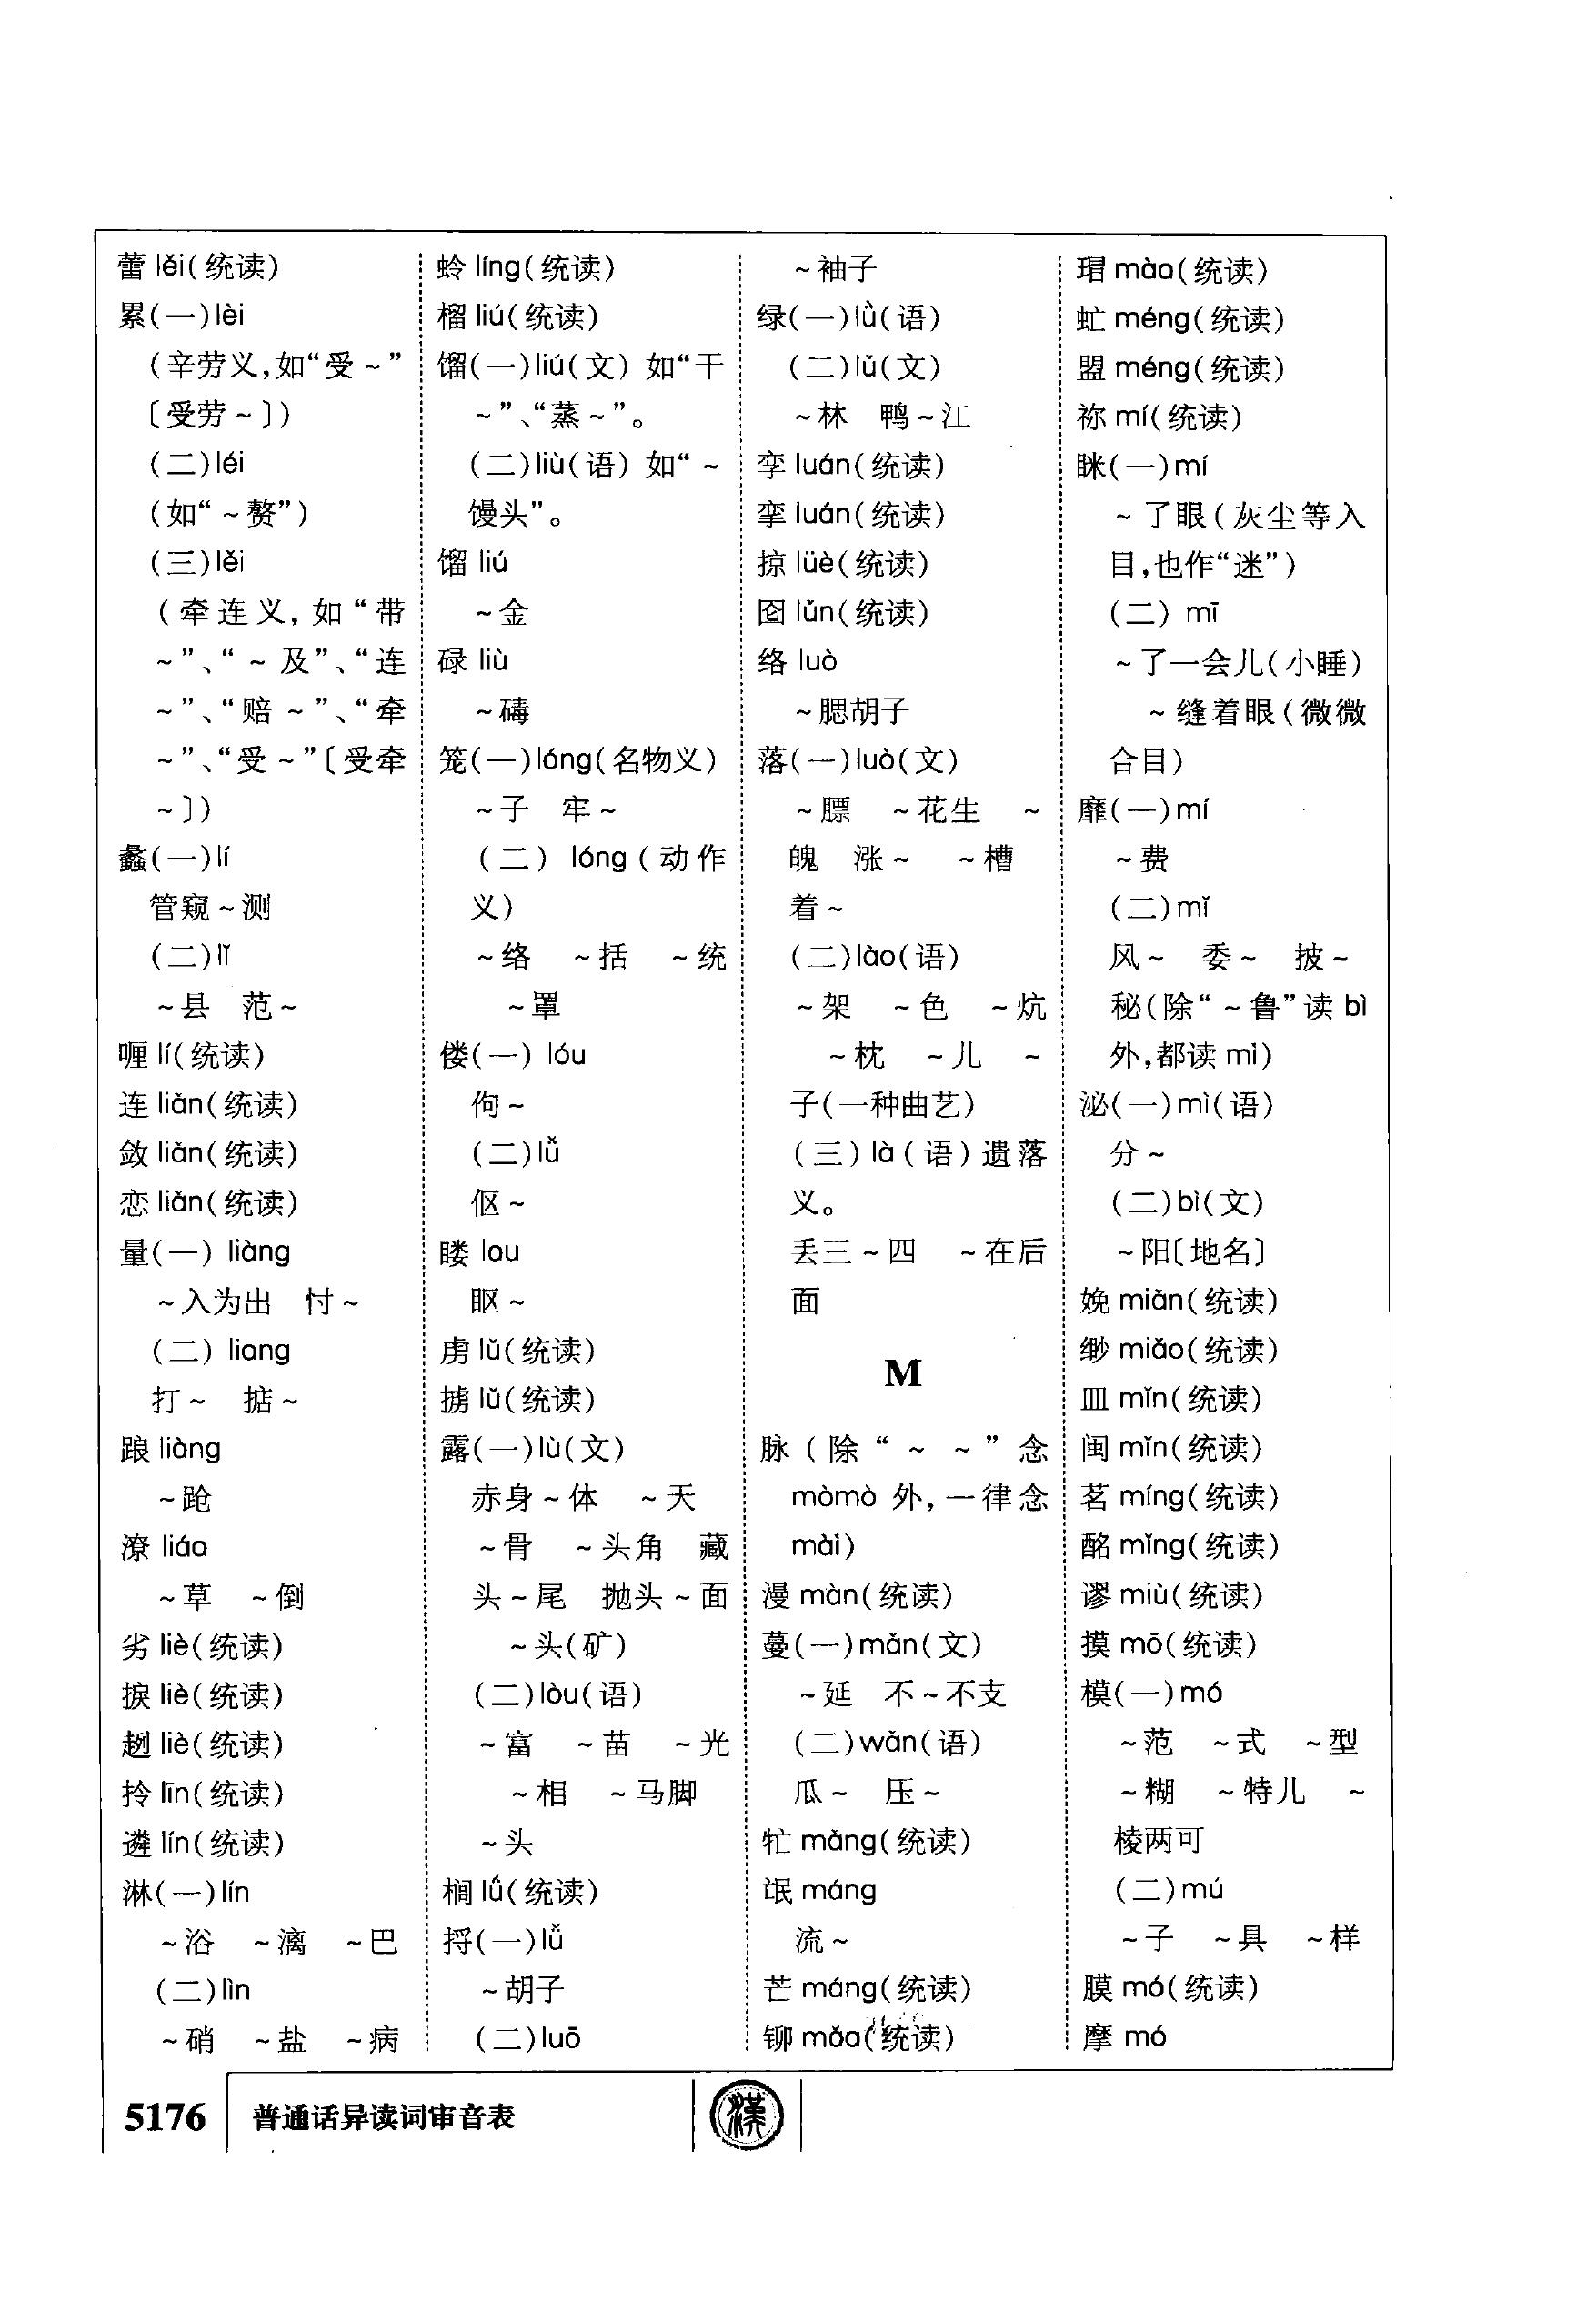 蕾 lěi(统读)
累(一)lèi
(辛劳义,如“受～”
〔受劳～〕)
(二)léi
(如“～赘”)
(三)lěi
(牵连义,如“带
～”、“～及”、“连
～”、“赔～”、“牵
～”、“受～”〔受牵
～〕)
蠡(一)lí
管窥～测
(二)lǐ
～县 范～
喱 lí(统读)
连 liǎn(统读)
敛 liǎn(统读)
恋 liǎn(统读)
量(一) liàng
～入为出 忖～
(二) liang
打～ 掂～
踉 liàng
～跄
潦 liáo
～草 ～倒
劣 liè(统读)
捩 liè(统读)
趔 liè(统读)
拎 līn(统读)
遴 lín(统读)
淋(一)lín
～浴 ～漓 ～巴
(二)lìn
～硝 ～盐 ～病
蛉 líng(统读)
榴 liú(统读)
馏(一)liú(文) 如“干
～”、“蒸～”。
(二)liù(语) 如“～
馒头”。
馏 liú
～金
碌 liù
～碡
笼(一)lóng(名物义)
～子 牢～
(二) lóng(动作
义)
～络 ～括 ～统
～罩
偻(一) lóu
佝～
(二)lǚ
伛～
瞜 lou
眍～
虏 lǔ(统读)
掳 lǔ(统读)
露(一)lù(文)
赤身～体 ～天
～骨 ～头角 藏
头～尾 抛头～面
～头(矿)
(二)lòu(语)
～富 ～苗 ～光
～相 ～马脚
～头
榈 lǘ(统读)
捋(一)lǚ
～胡子
(二)luō
～袖子
绿(一)lǜ(语)
(二)lǔ(文)
～林 鸭～江
孪 luán(统读)
挛 luán(统读)
掠 lüè(统读)
囵 lǔn(统读)
络 luò
～腮胡子
落(一)luò(文)
～膘 ～花生 ～
魄 涨～ ～槽
着～
(二)lào(语)
～架 ～色 ～炕
～枕 ～儿 ～
子(一种曲艺)
(三)là(语)遗落
义。
丢三～四 ～在后
面
M
脉(除“～～”念
mòmò 外,一律念
mài)
漫 màn(统读)
蔓(一)mǎn(文)
～延 不～不支
(二)wǎn(语)
瓜～ 压～
牤 mǎng(统读)
氓 máng
流～
芒 máng(统读)
铆 mǎo(统读)
瑁 mào(统读)
虻 méng(统读)
盟 méng(统读)
祢 mí(统读)
眯(一)mí
～了眼(灰尘等入
目,也作“迷”)
(二) mī
～了一会儿(小睡)
～缝着眼(微微
合目)
靡(一)mí
～费
(二)mǐ
风～ 委～ 披～
秘(除“～鲁”读 bì
外,都读 mì)
泌(一)mì(语)
分～
(二)bì(文)
～阳〔地名〕
娩 miǎn(统读)
缈 miǎo(统读)
皿 mǐn(统读)
闽 mǐn(统读)
茗 míng(统读)
酩 mǐng(统读)
谬 miù(统读)
摸 mō(统读)
模(一)mó
～范 ～式 ～型
～糊 ～特儿 ～
棱两可
(二)mú
～子 ～具 ～样
膜 mó(统读)
摩 mó
5176 普通话异读词审音表 漢